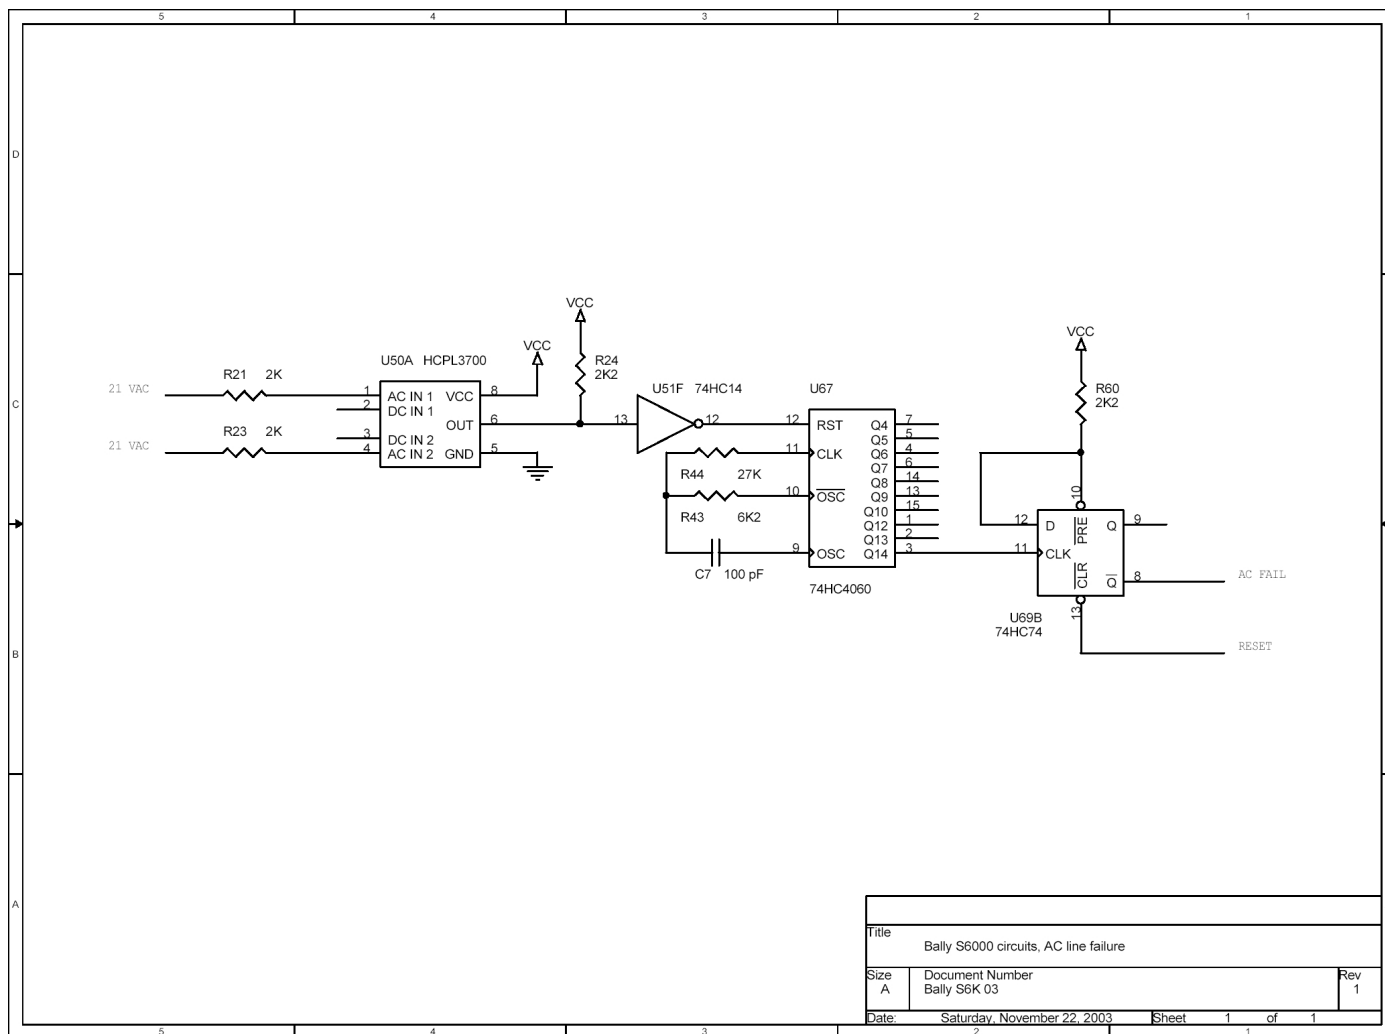 5 4 3 2 1
D
C
B
A
VCC
VCC
VCC
U50A HCPL3700
R24
2K2
R21 2K
U51F 74HC14
U67
R60
2K2
21 VAC
1
AC IN 1 VCC
8
2
DC IN 1
OUT
6
13
12
12
RST
Q4
7
Q5
5
R23 2K
3
DC IN 2
21 VAC
4
AC IN 2 GND
5
11
CLK
Q6
4
Q7
6
R44 27K
Q8
14
10
OSC
Q9
13
Q10
15
R43 6K2
Q12
1
Q13
2
9
OSC
Q14
3
C7 100 pF
74HC4060
10
12
D
PRE
Q
9
11
CLK
CLR
Q
8
AC FAIL
13
U69B
74HC74
RESET
Title
Bally S6000 circuits, AC line failure
Size
A
Document Number
Bally S6K 03
Rev
1
Date: Saturday, November 22, 2003 Sheet 1 of 1
5 4 3 2 1